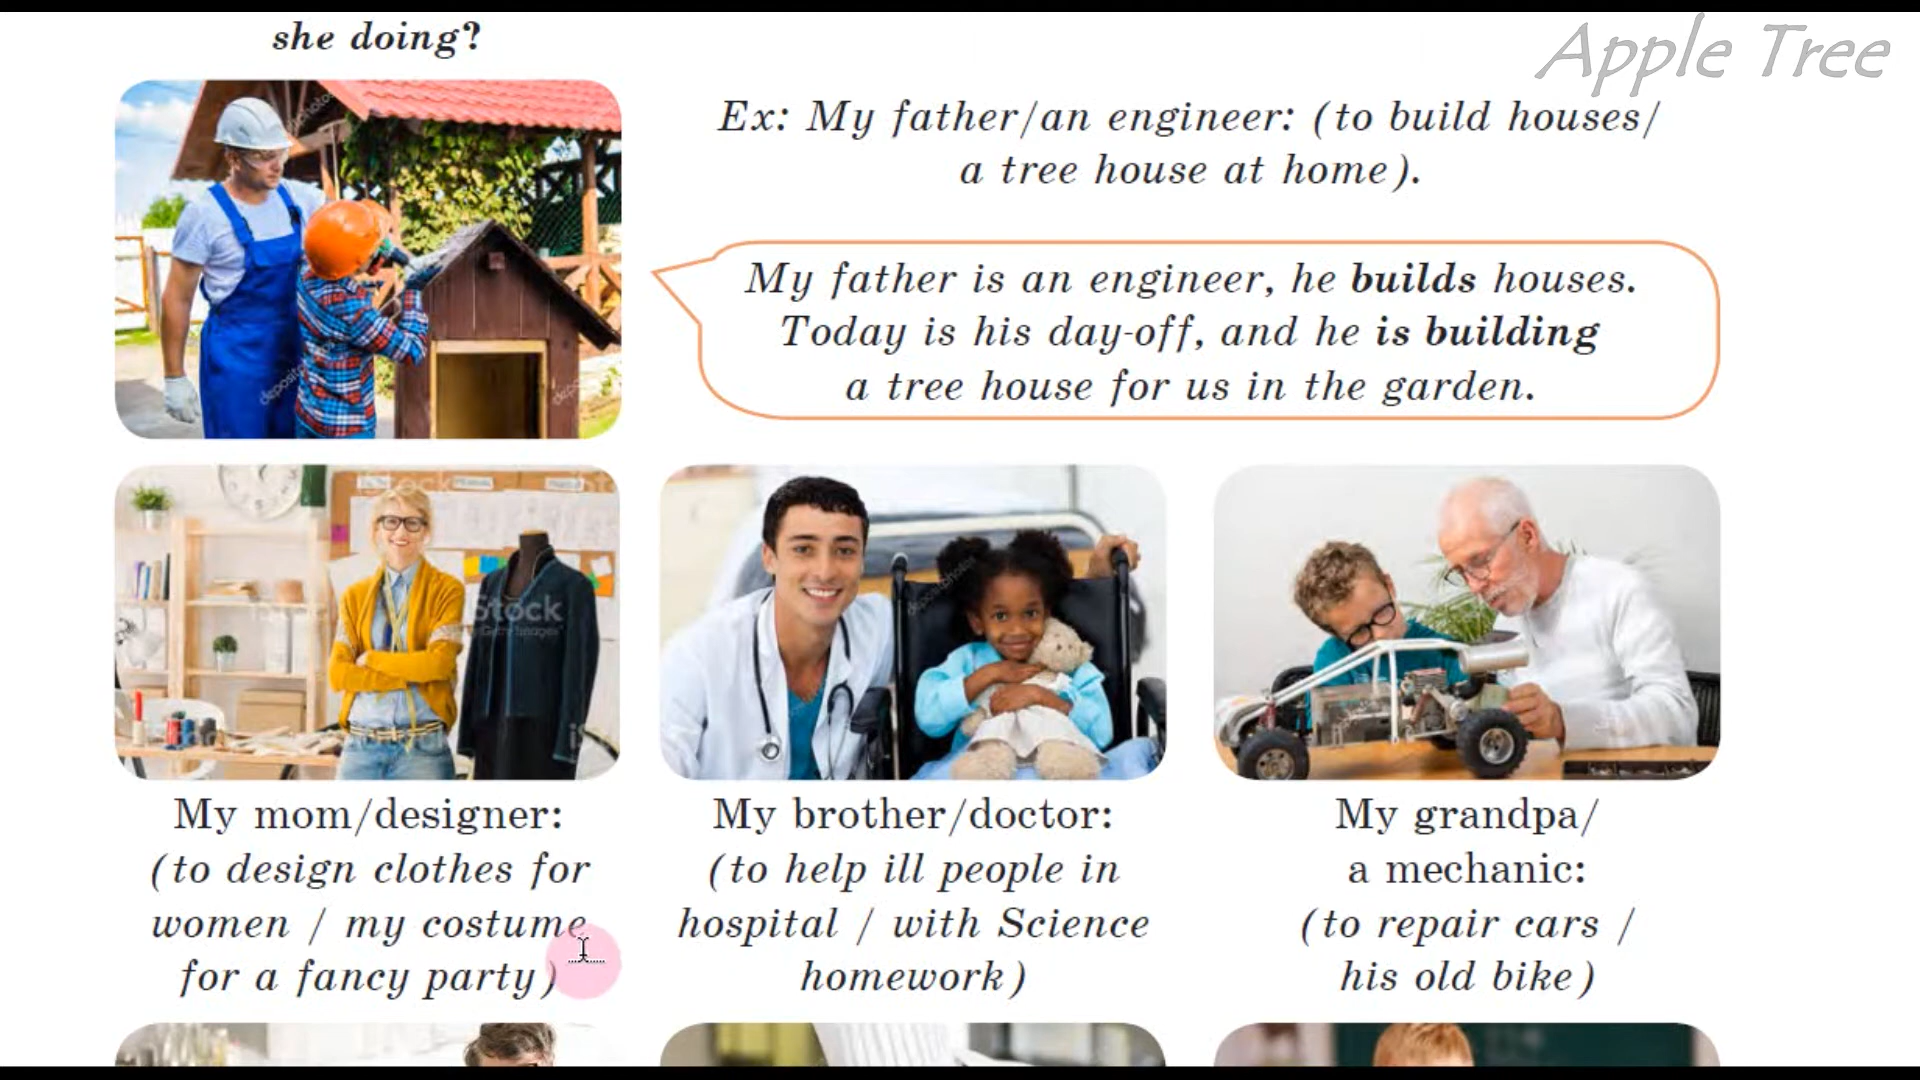 Apple Tree
she doing?
Ex: My father/an engineer: (to build houses/
a tree house at home).
My father is an engineer, he builds houses.
Today is his day-off, and he is building
a tree house for us in the garden.
My mom/designer:
(to design clothes for
women / my costume
for a fancy party)
My brother/doctor:
(to help ill people in
hospital / with Science
homework)
My grandpa/
a mechanic:
(to repair cars /
his old bike)